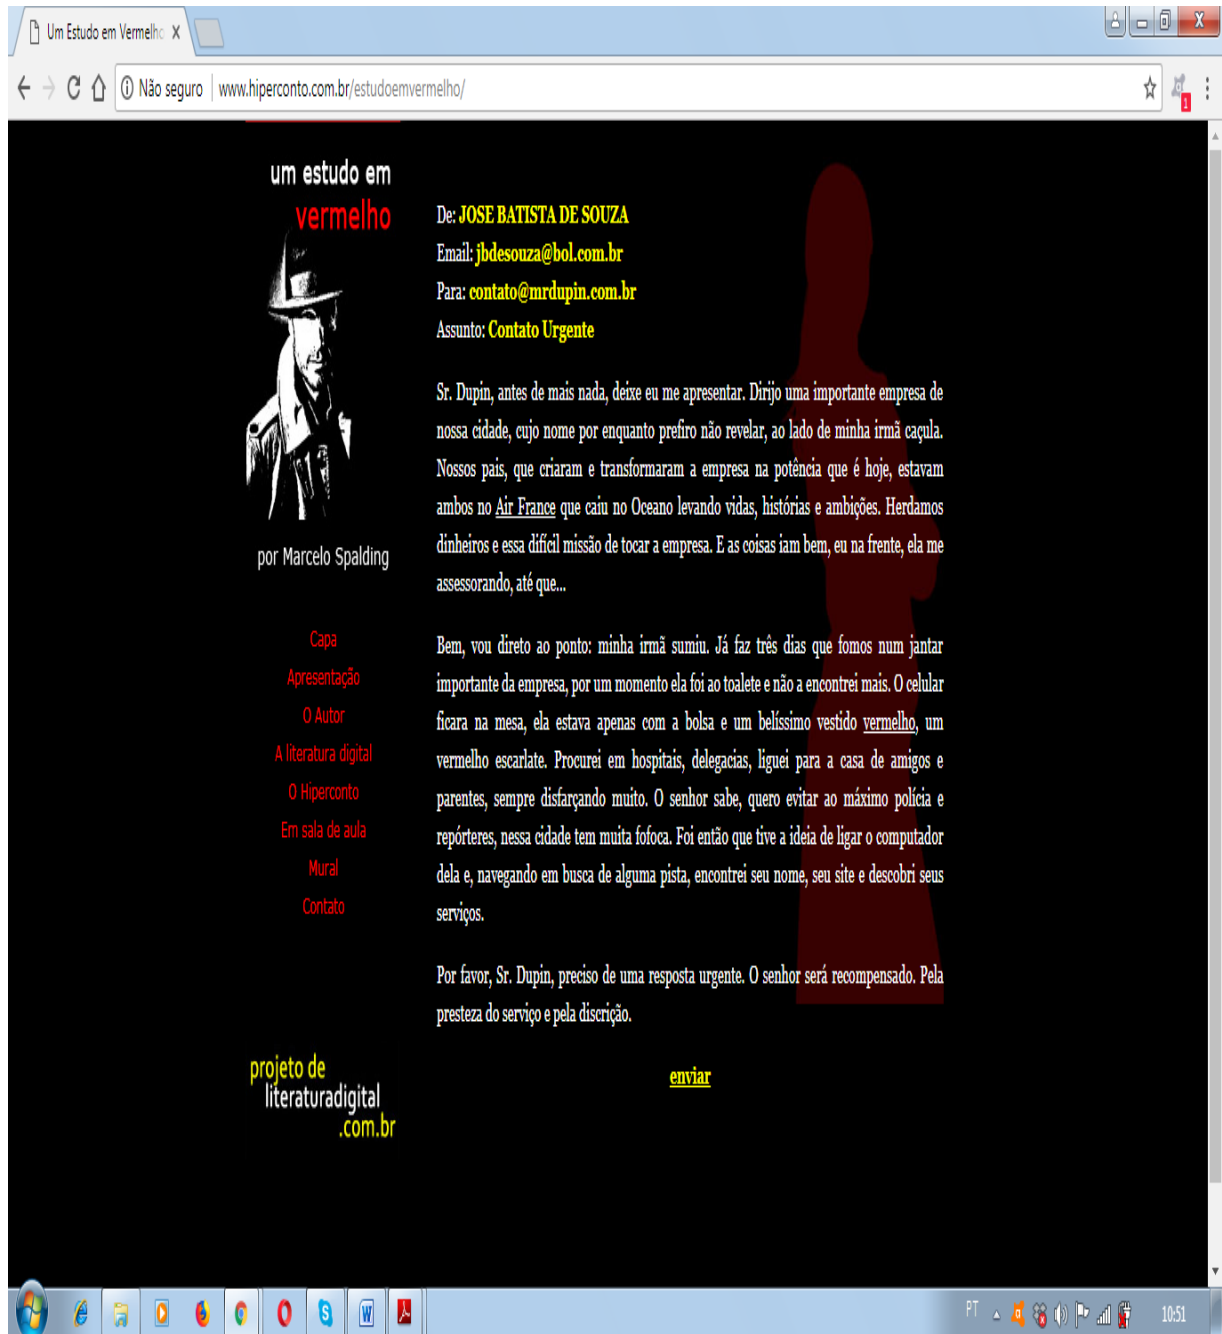 Um Estudo em Vermelho
Não seguro | www.hiperconto.com.br/estudoemvermelho/
1
um estudo em
vermelho
por Marcelo Spalding
Capa
Apresentação
O Autor
A literatura digital
O Hiperconto
Em sala de aula
Mural
Contato
projeto de
literaturadigital
.com.br
De: JOSE BATISTA DE SOUZA
Email: jbdesouza@bol.com.br
Para: contato@mrdupin.com.br
Assunto: Contato Urgente
Sr. Dupin, antes de mais nada, deixe eu me apresentar. Dirijo uma importante empresa de
nossa cidade, cujo nome por enquanto prefiro não revelar, ao lado de minha irmã caçula.
Nossos pais, que criaram e transformaram a empresa na potência que é hoje, estavam
ambos no Air France que caiu no Oceano levando vidas, histórias e ambições. Herdamos
dinheiros e essa difícil missão de tocar a empresa. E as coisas iam bem, eu na frente, ela me
assessorando, até que...
Bem, vou direto ao ponto: minha irmã sumiu. Já faz três dias que fomos num jantar
importante da empresa, por um momento ela foi ao toalete e não a encontrei mais. O celular
ficara na mesa, ela estava apenas com a bolsa e um belíssimo vestido vermelho, um
vermelho escarlate. Procurei em hospitais, delegacias, liguei para a casa de amigos e
parentes, sempre disfarçando muito. O senhor sabe, quero evitar ao máximo polícia e
repórteres, nessa cidade tem muita fofoca. Foi então que tive a ideia de ligar o computador
dela e, navegando em busca de alguma pista, encontrei seu nome, seu site e descobri seus
serviços.
Por favor, Sr. Dupin, preciso de uma resposta urgente. O senhor será recompensado. Pela
presteza do serviço e pela discrição.
enviar
PT
10:51